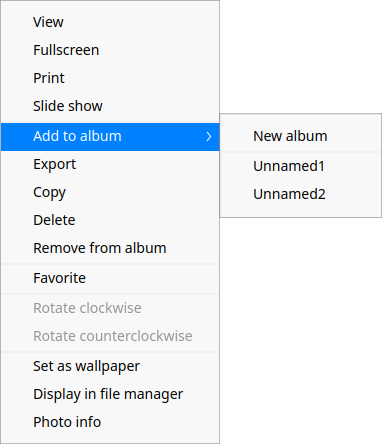 View
Fullscreen
Print
Slide show
Add to album
New album
Unnamed1
Unnamed2
Export
Copy
Delete
Remove from album
Favorite
Rotate clockwise
Rotate counterclockwise
Set as wallpaper
Display in file manager
Photo info